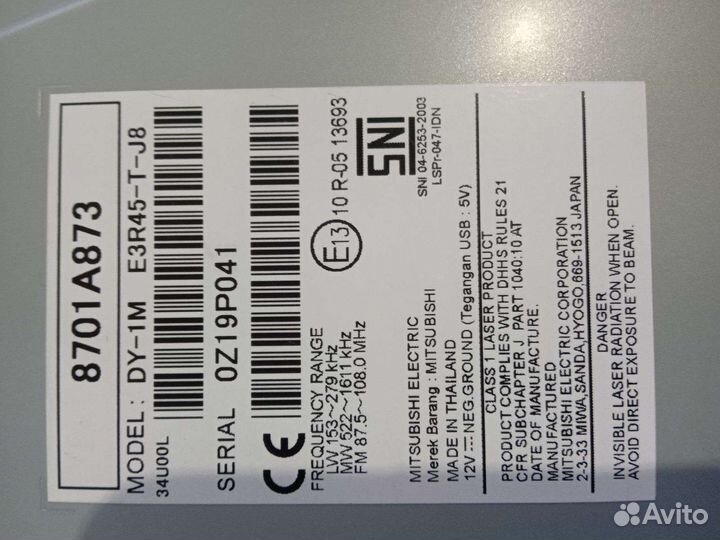 8701A873
MODEL : DY-1M E3R45-T-J8
34U00L
SERIAL 0Z19P041
CE
E13 10 R-05 13693
SNI
SNI 04-6253-2003
LSPr-047-IDN
FREQUENCY RANGE
LW 153~279 kHz
MW 522~1611 kHz
FM 87.5~108.0 MHz
MITSUBISHI ELECTRIC
Merek Barang : MITSUBISHI
MADE IN THAILAND
12V NEG.GROUND (Tegangan USB : 5V)
CLASS 1 LASER PRODUCT
PRODUCT COMPLIES WITH DHHS RULES 21
CFR SUBCHAPTER J, PART 1040:10 AT
DATE OF MANUFACTURE.
MANUFACTURED
MITSUBISHI ELECTRIC CORPORATION
2-3-33 MIWA,SANDA,HYOGO,669-1513 JAPAN
DANGER
INVISIBLE LASER RADIATION WHEN OPEN.
AVOID DIRECT EXPOSURE TO BEAM.
Avito